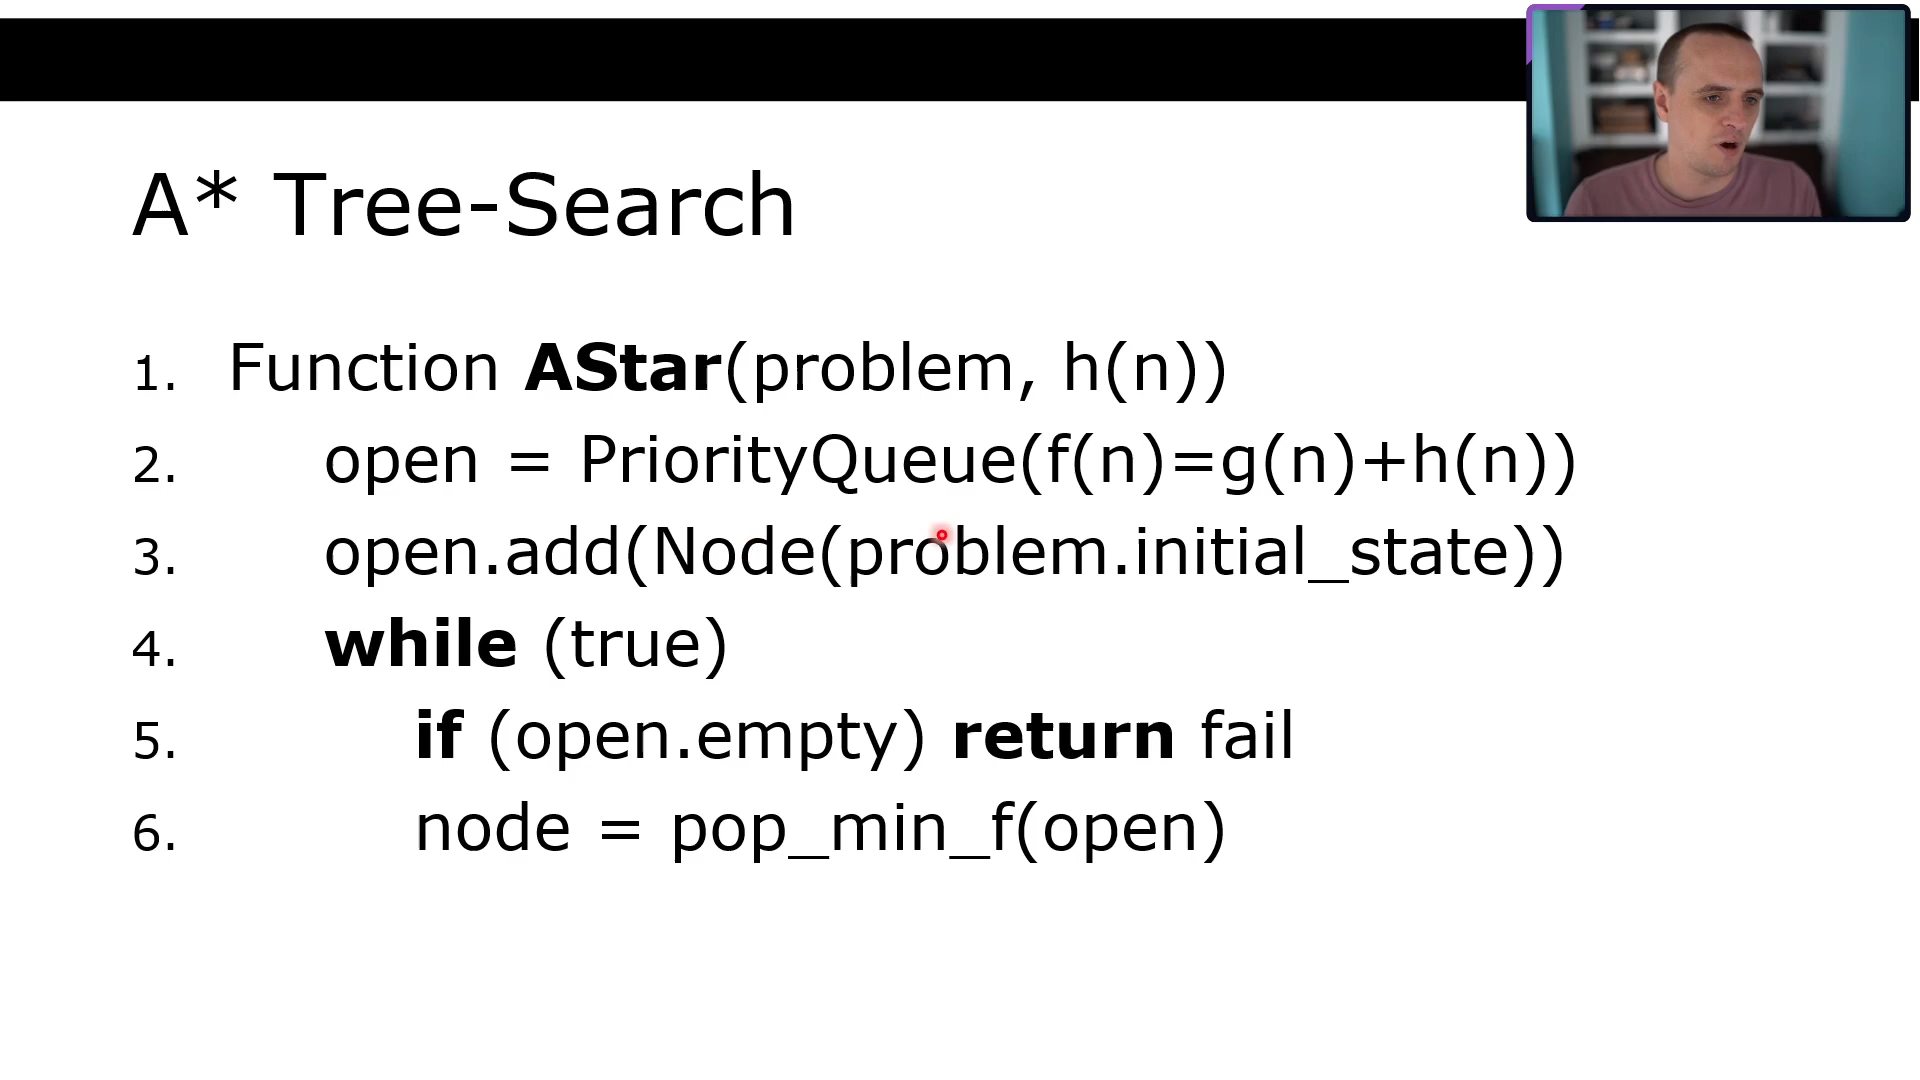 A* Tree-Search
1. Function AStar(problem, h(n))
2. open = PriorityQueue(f(n)=g(n)+h(n))
3. open.add(Node(problem.initial_state))
4. while (true)
5. if (open.empty) return fail
6. node = pop_min_f(open)